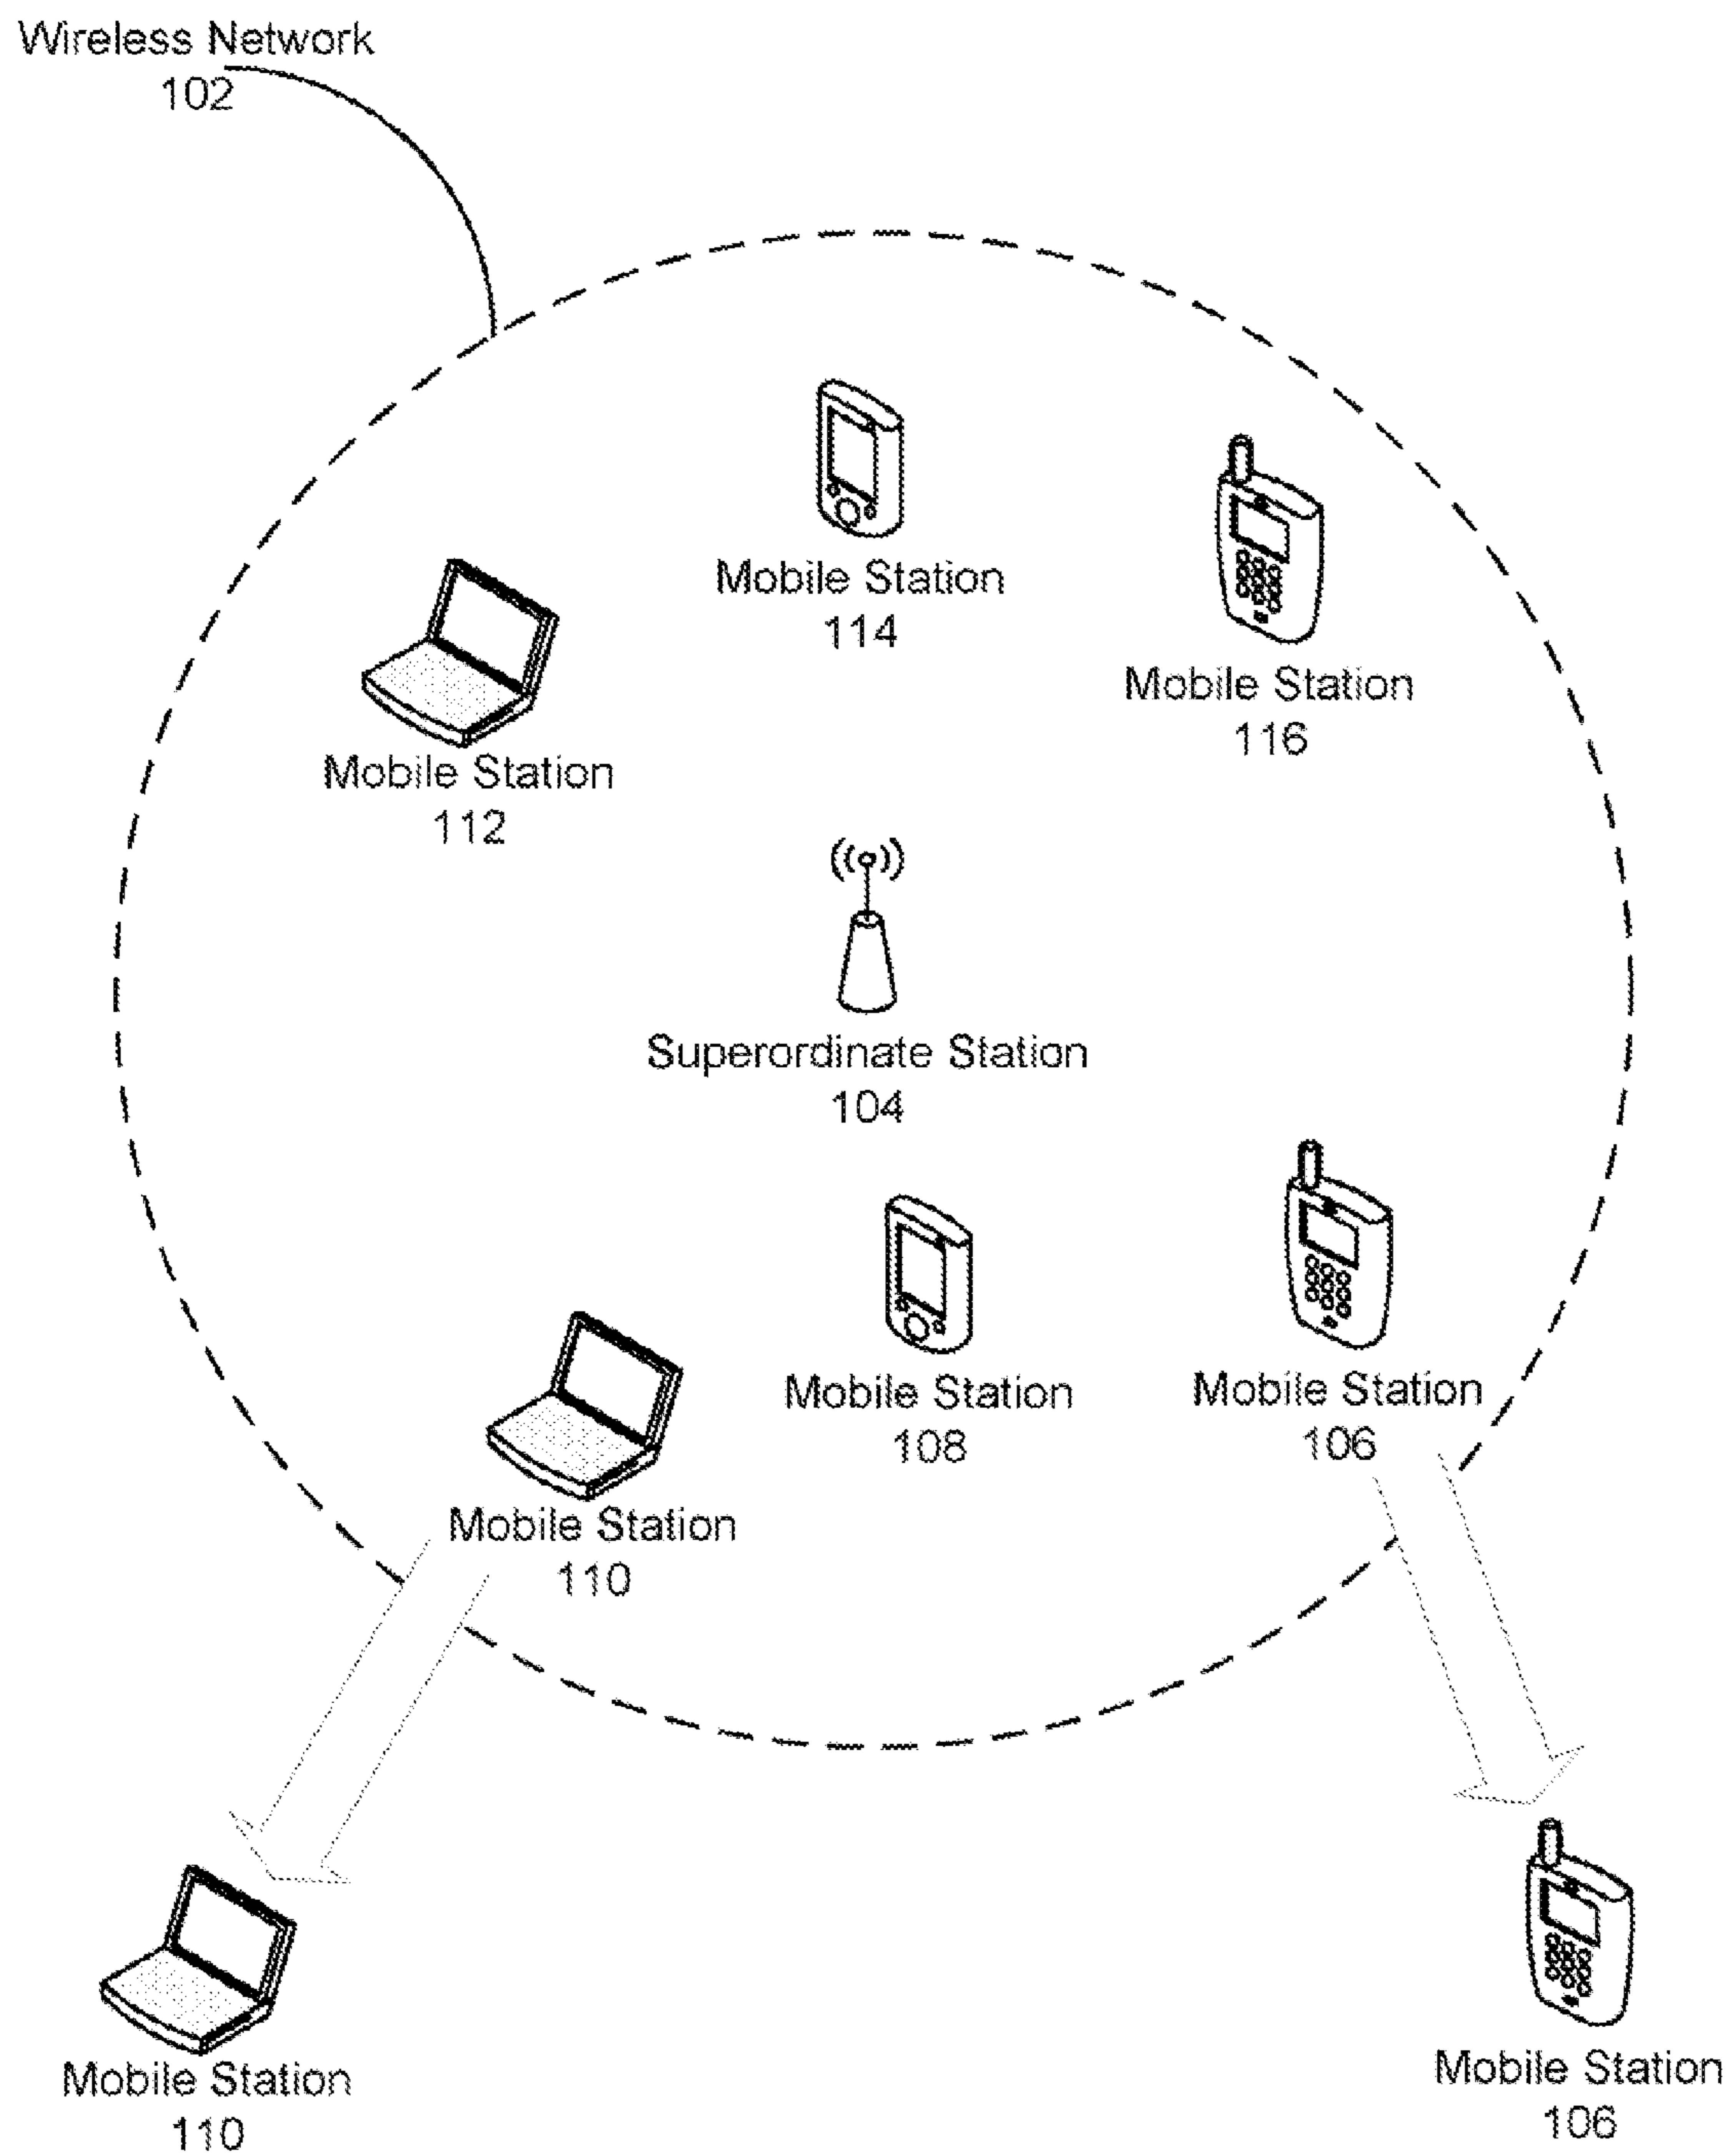 Wireless Network
102
Mobile Station
114
Mobile Station
116
Mobile Station
112
Superordinate Station
104
Mobile Station
108
Mobile Station
106
Mobile Station
110
Mobile Station
110
Mobile Station
106